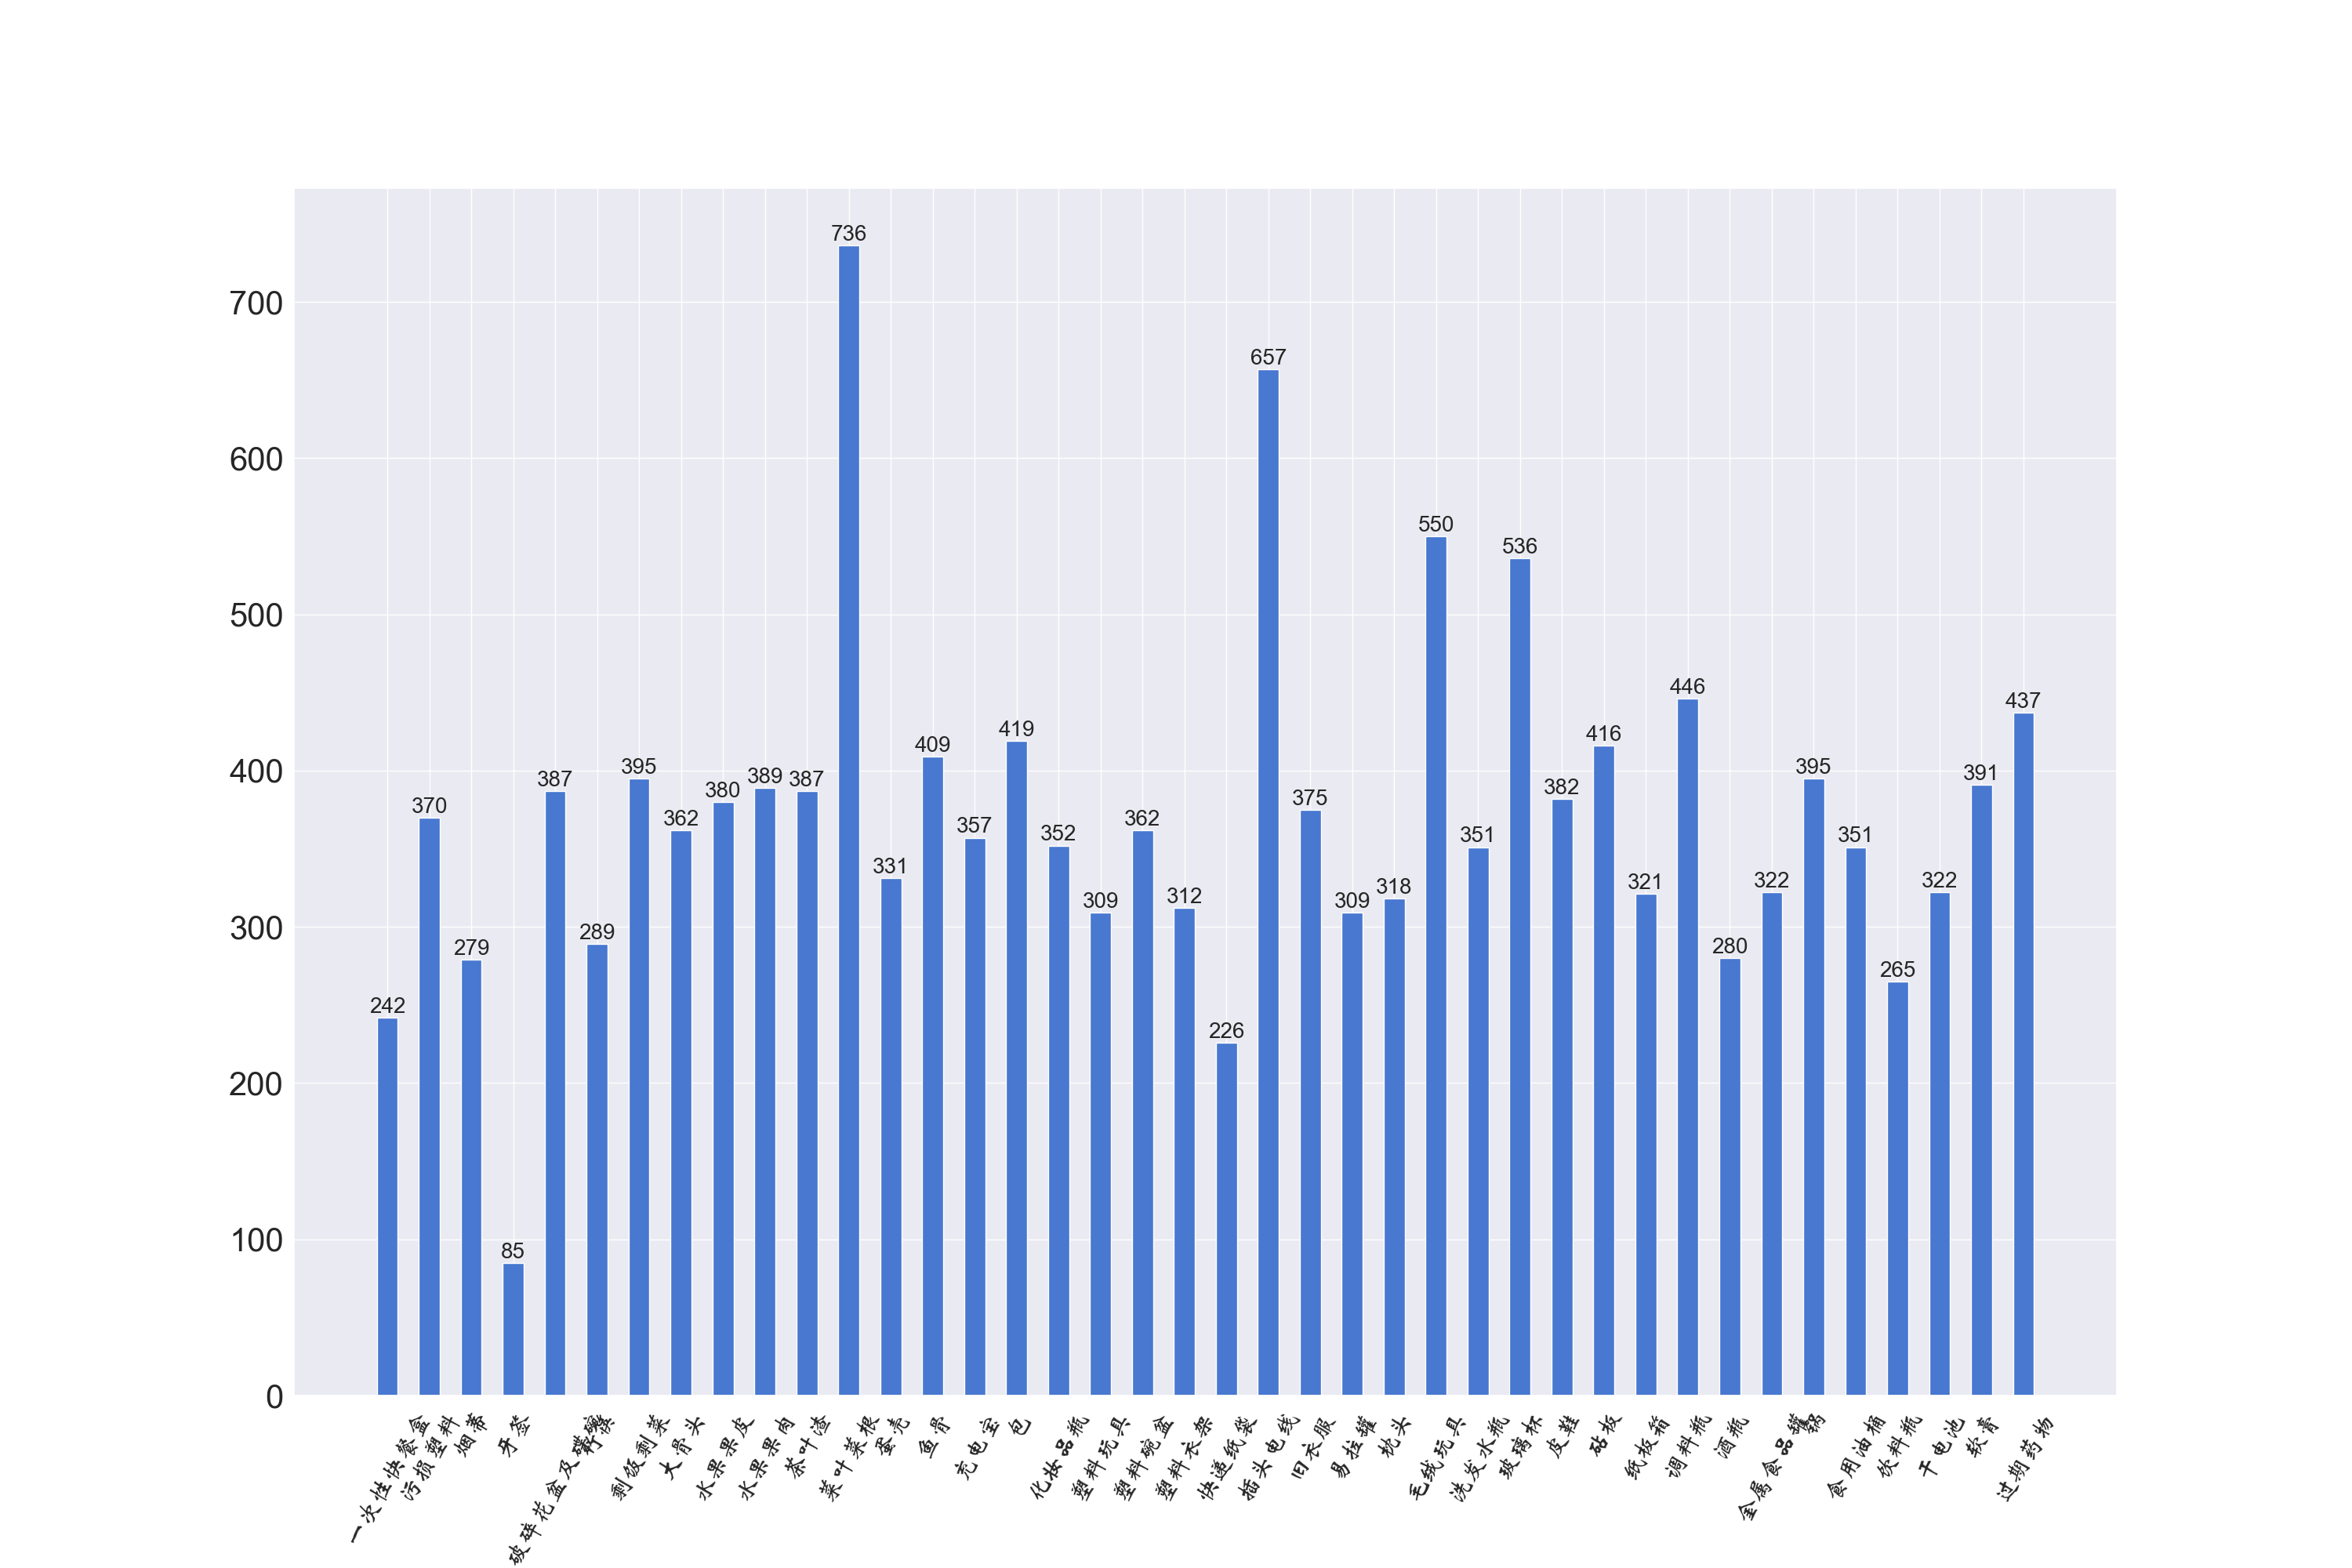 736
700
657
600
550
536
500
446
437
419
416
409
400
395
395
391
389
387
387
382
380
375
370
362
362
357
352
351
351
331
322
322
321
318
312
309
309
300
289
280
279
265
242
226
200
100
85
0
一次性快餐盒
污损塑料
烟蒂
牙签
破碎花盆及碟碗
竹筷
剩饭剩菜
大骨头
水果果皮
水果果肉
茶叶渣
菜叶菜根
蛋壳
鱼骨
充电宝
包
化妆品瓶
塑料玩具
塑料碗盆
塑料衣架
快递纸袋
插头电线
旧衣服
易拉罐
枕头
毛绒玩具
洗发水瓶
玻璃杯
皮鞋
砧板
纸板箱
调料瓶
酒瓶
金属食品罐
锅
食用油桶
饮料瓶
干电池
软膏
过期药物